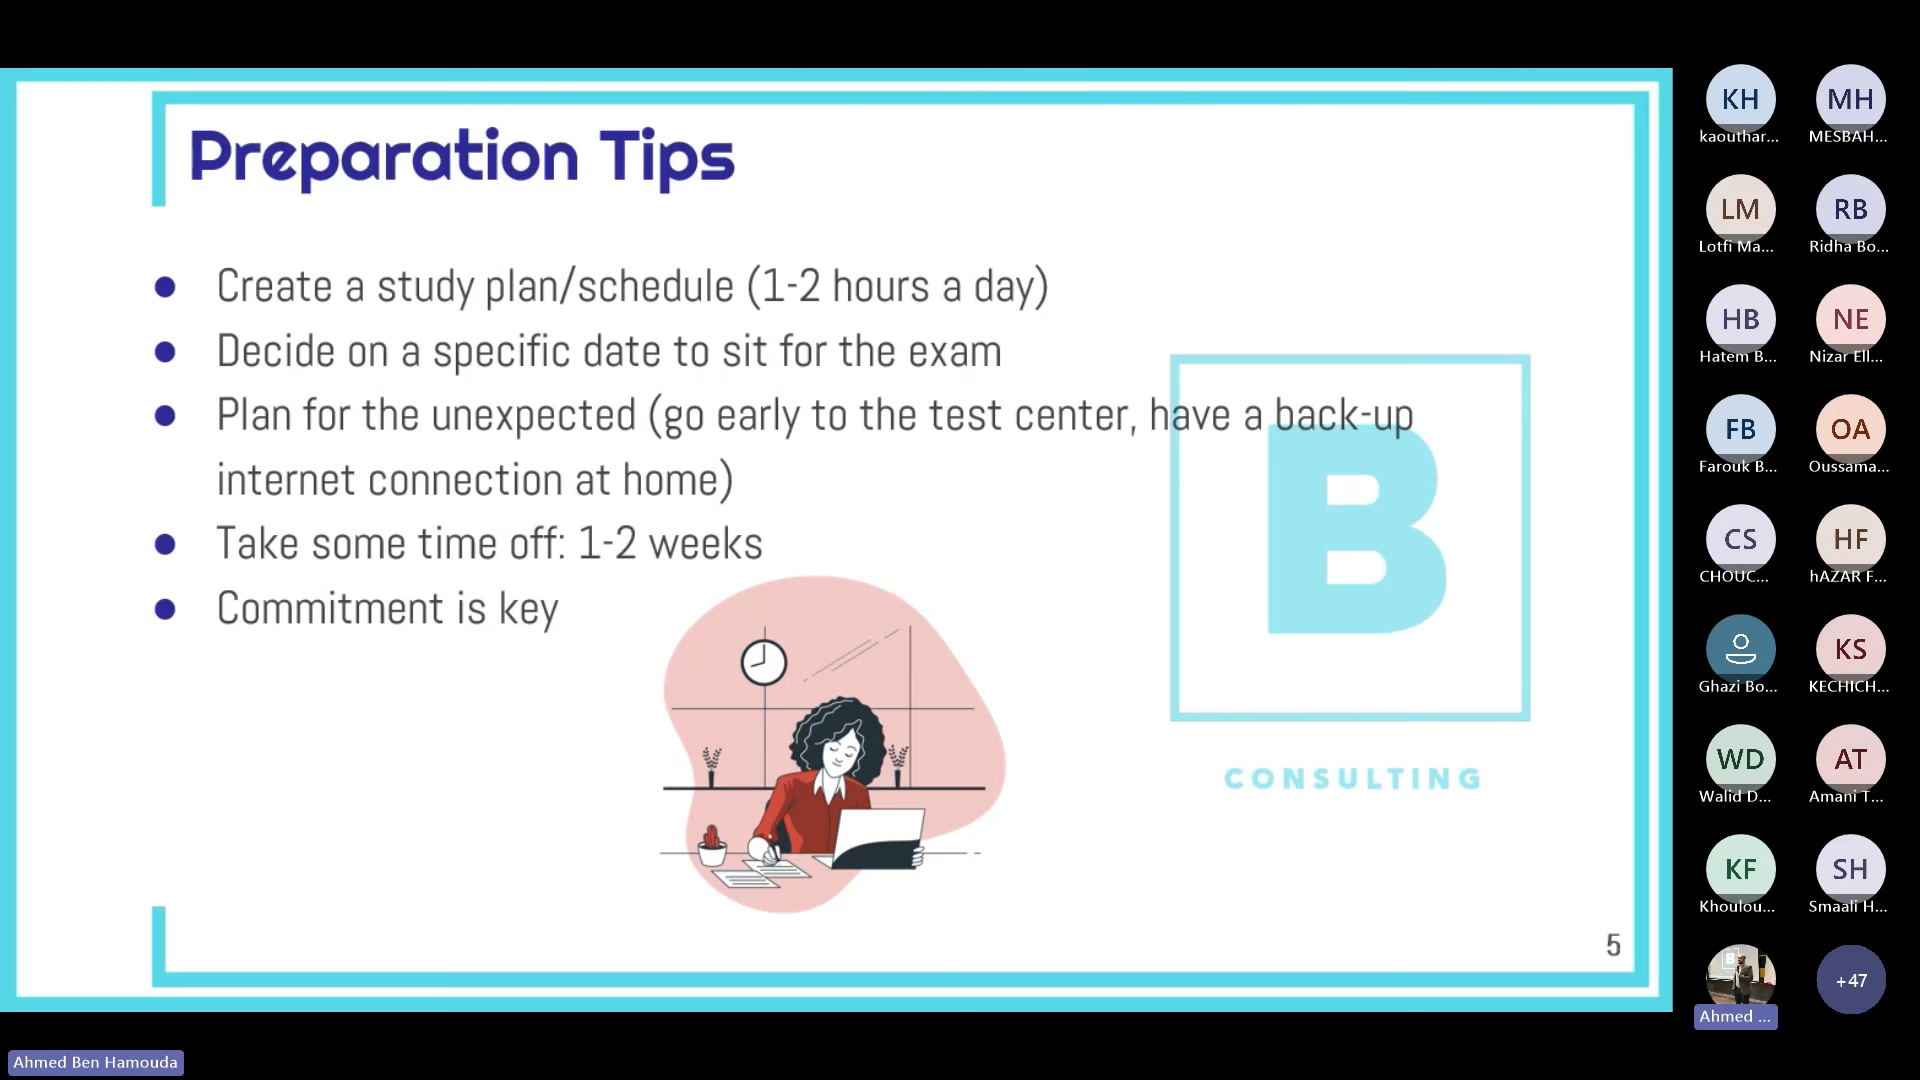 Preparation Tips
● Create a study plan/schedule (1-2 hours a day)
● Decide on a specific date to sit for the exam
● Plan for the unexpected (go early to the test center, have a back-up
internet connection at home)
● Take some time off: 1-2 weeks
● Commitment is key
B
CONSULTING
5
KH
kaouthar...
MH
MESBAH...
LM
Lotfi Ma...
RB
Ridha Bo...
HB
Hatem B...
NE
Nizar Ell...
FB
Farouk B...
OA
Oussama...
CS
CHOUC...
HF
hAZAR F...
Ghazi Bo...
KS
KECHICH...
WD
Walid D...
AT
Amani T...
KF
Khoulou...
SH
Smaali H...
B
Ahmed ...
+47
Ahmed Ben Hamouda